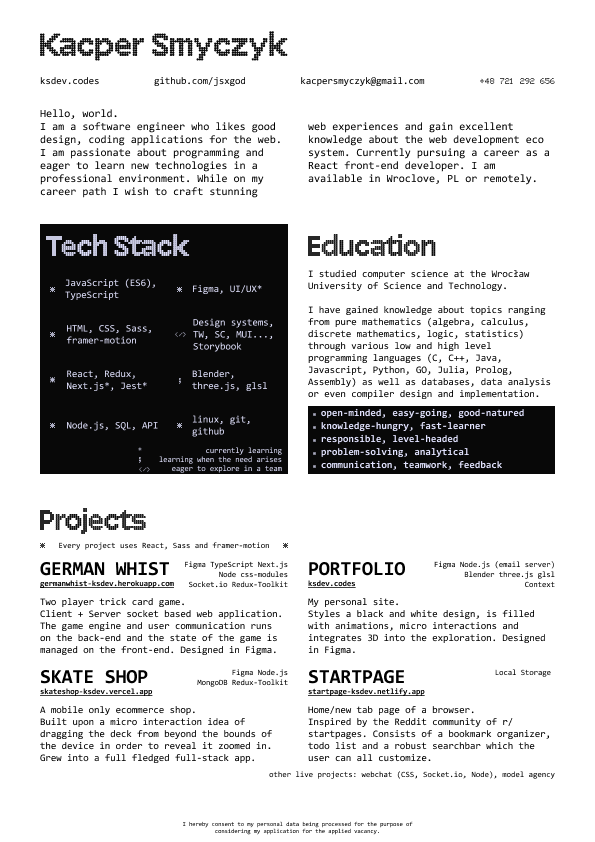 Kacper Smyczyk
ksdev.codes github.com/jsxgod kacpersmyczyk@gmail.com +48 721 292 656
Hello, world.
I am a software engineer who likes good
design, coding applications for the web.
I am passionate about programming and
eager to learn new technologies in a
professional environment. While on my
career path I wish to craft stunning
web experiences and gain excellent
knowledge about the web development eco
system. Currently pursuing a career as a
React front-end developer. I am
available in Wroclove, PL or remotely.
Tech Stack
* JavaScript (ES6),
TypeScript
* Figma, UI/UX*
* HTML, CSS, Sass,
framer-motion
</> Design systems,
TW, SC, MUI...,
Storybook
* React, Redux,
Next.js*, Jest*
; Blender,
three.js, glsl
* Node.js, SQL, API
* linux, git,
github
* currently learning
; learning when the need arises
</> eager to explore in a team
Education
I studied computer science at the Wrocław
University of Science and Technology.
I have gained knowledge about topics ranging
from pure mathematics (algebra, calculus,
discrete mathematics, logic, statistics)
through various low and high level
programming languages (C, C++, Java,
Javascript, Python, GO, Julia, Prolog,
Assembly) as well as databases, data analysis
or even compiler design and implementation.
▪ open-minded, easy-going, good-natured
▪ knowledge-hungry, fast-learner
▪ responsible, level-headed
▪ problem-solving, analytical
▪ communication, teamwork, feedback
Projects
* Every project uses React, Sass and framer-motion *
GERMAN WHIST
germanwhist-ksdev.herokuapp.com
Figma TypeScript Next.js
Node css-modules
Socket.io Redux-Toolkit
Two player trick card game.
Client + Server socket based web application.
The game engine and user communication runs
on the back-end and the state of the game is
managed on the front-end. Designed in Figma.
PORTFOLIO
ksdev.codes
Figma Node.js (email server)
Blender three.js glsl
Context
My personal site.
Styles a black and white design, is filled
with animations, micro interactions and
integrates 3D into the exploration. Designed
in Figma.
SKATE SHOP
skateshop-ksdev.vercel.app
Figma Node.js
MongoDB Redux-Toolkit
A mobile only ecommerce shop.
Built upon a micro interaction idea of
dragging the deck from beyond the bounds of
the device in order to reveal it zoomed in.
Grew into a full fledged full-stack app.
STARTPAGE
startpage-ksdev.netlify.app
Local Storage
Home/new tab page of a browser.
Inspired by the Reddit community of r/
startpages. Consists of a bookmark organizer,
todo list and a robust searchbar which the
user can all customize.
other live projects: webchat (CSS, Socket.io, Node), model agency
I hereby consent to my personal data being processed for the purpose of
considering my application for the applied vacancy.